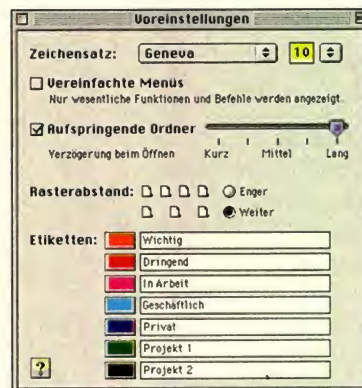 Voreinstellungen
Zeichensatz: Geneva 10
Vereinfachte Menüs
Nur wesentliche Funktionen und Befehle werden angezeigt.
Aufspringende Ordner
Verzögerung beim Öffnen Kurz Mittel Lang
Rasterabstand: Enger
Weiter
Etiketten: Wichtig
Dringend
In Arbeit
Geschäftlich
Privat
Projekt 1
Projekt 2
?